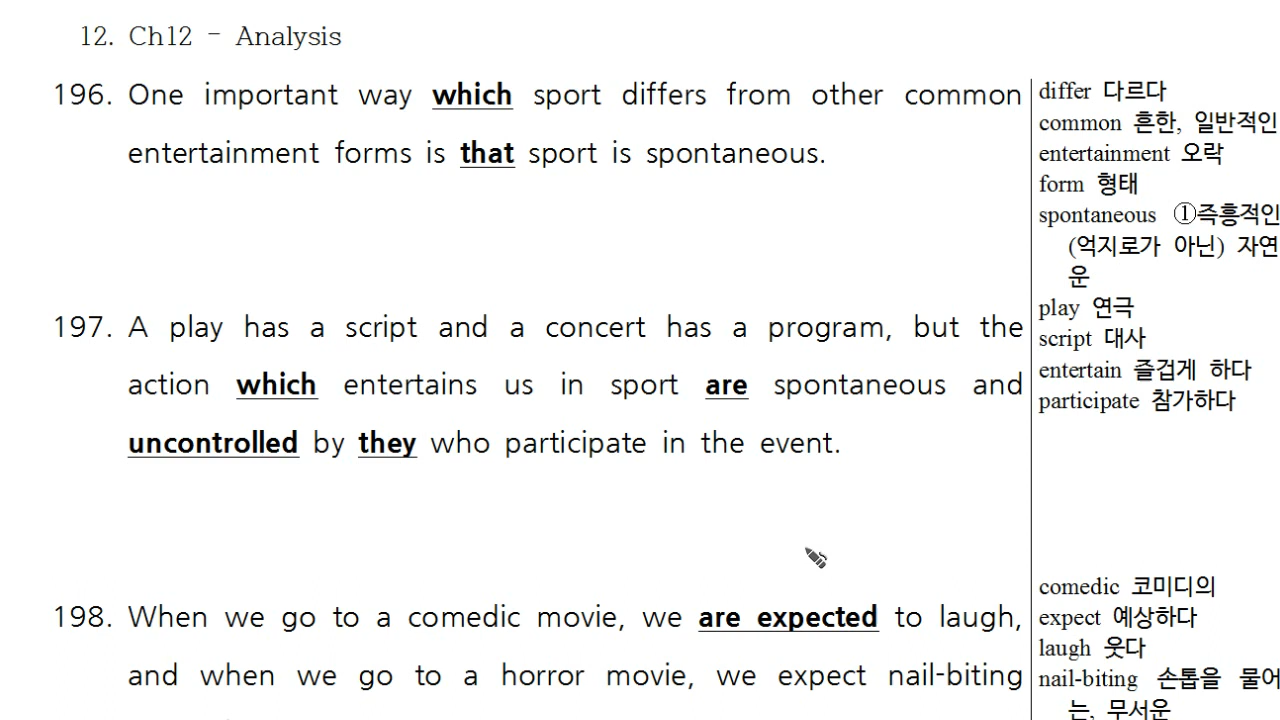 12. Ch12 - Analysis
196. One important way which sport differs from other common
entertainment forms is that sport is spontaneous.
197. A play has a script and a concert has a program, but the
action which entertains us in sport are spontaneous and
uncontrolled by they who participate in the event.
198. When we go to a comedic movie, we are expected to laugh,
and when we go to a horror movie, we expect nail-biting
differ 다르다
common 흔한, 일반적인
entertainment 오락
form 형태
spontaneous ①즉흥적인
(억지로가 아닌) 자연
운
play 연극
script 대사
entertain 즐겁게 하다
participate 참가하다
comedic 코미디의
expect 예상하다
laugh 웃다
nail-biting 손톱을 물어
는, 무서운